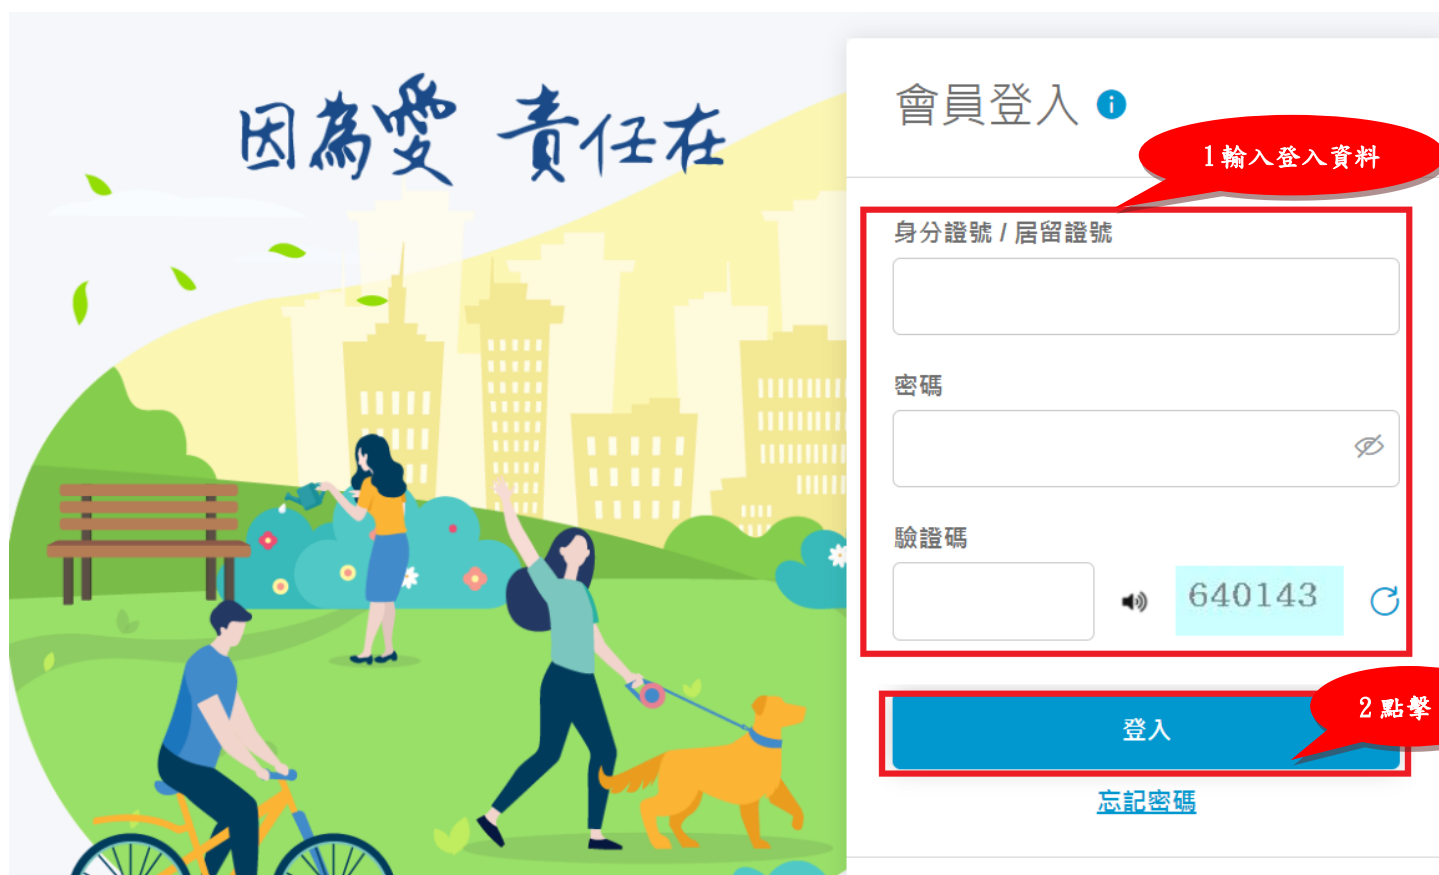 因為愛 責任在
會員登入
1輸入登入資料
身分證號 / 居留證號
密碼
驗證碼
640143
登入
2點擊
忘記密碼